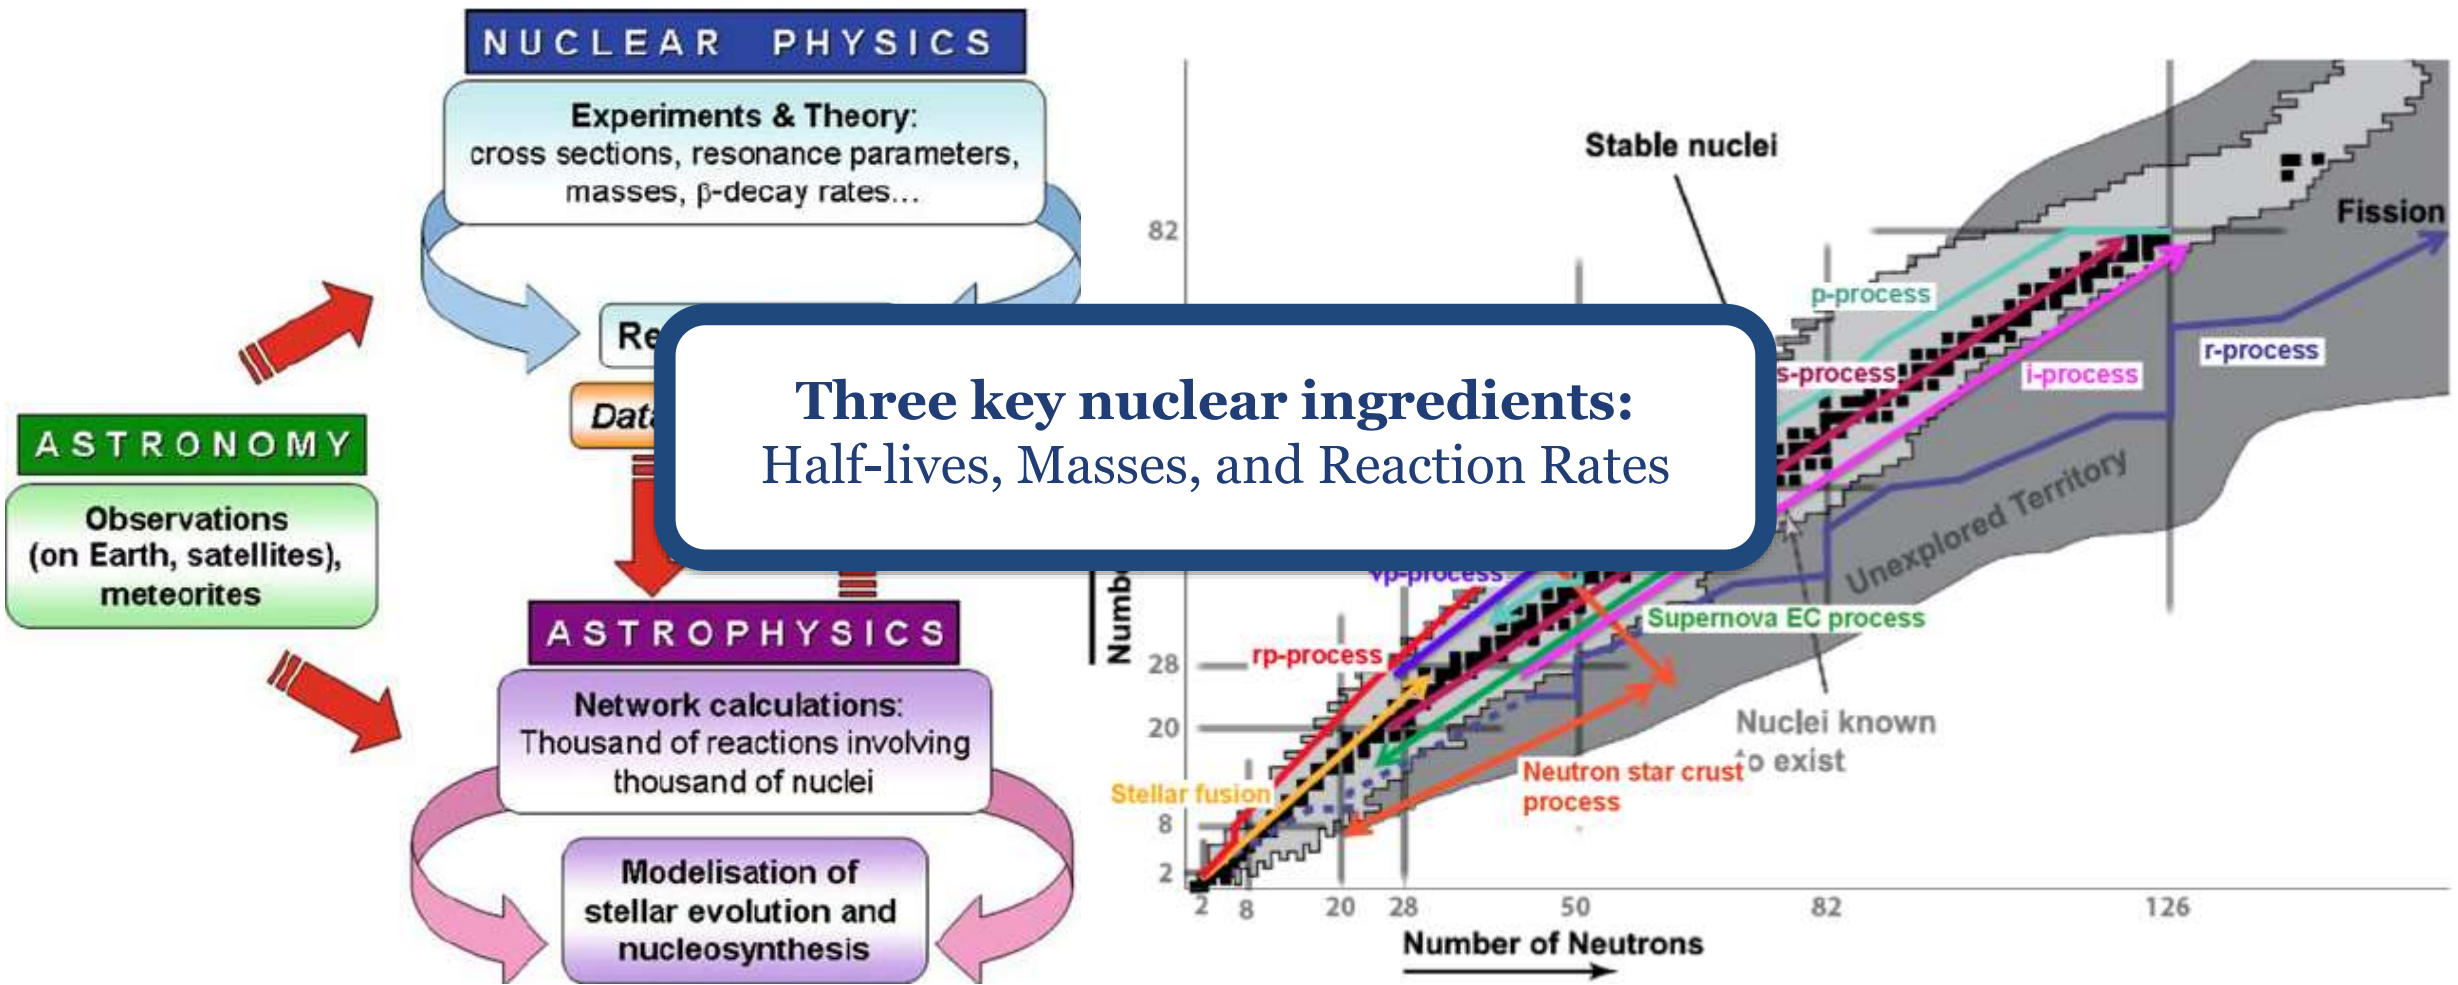 NUCLEAR PHYSICS
Experiments & Theory:
cross sections, resonance parameters,
masses, β-decay rates...
ASTRONOMY
Observations
(on Earth, satellites),
meteorites
ASTROPHYSICS
Network calculations:
Thousand of reactions involving
thousand of nuclei
Modelisation of
stellar evolution and
nucleosynthesis
Three key nuclear ingredients:
Half-lives, Masses, and Reaction Rates
Stable nuclei
Fission
82
p-process
s-process
i-process
r-process
Unexplored Territory
νp-process
Supernova EC process
rp-process
28
20
Nuclei known
to exist
Neutron star crust
process
Stellar fusion
8
2
2
8
20
28
50
82
126
Number of Neutrons